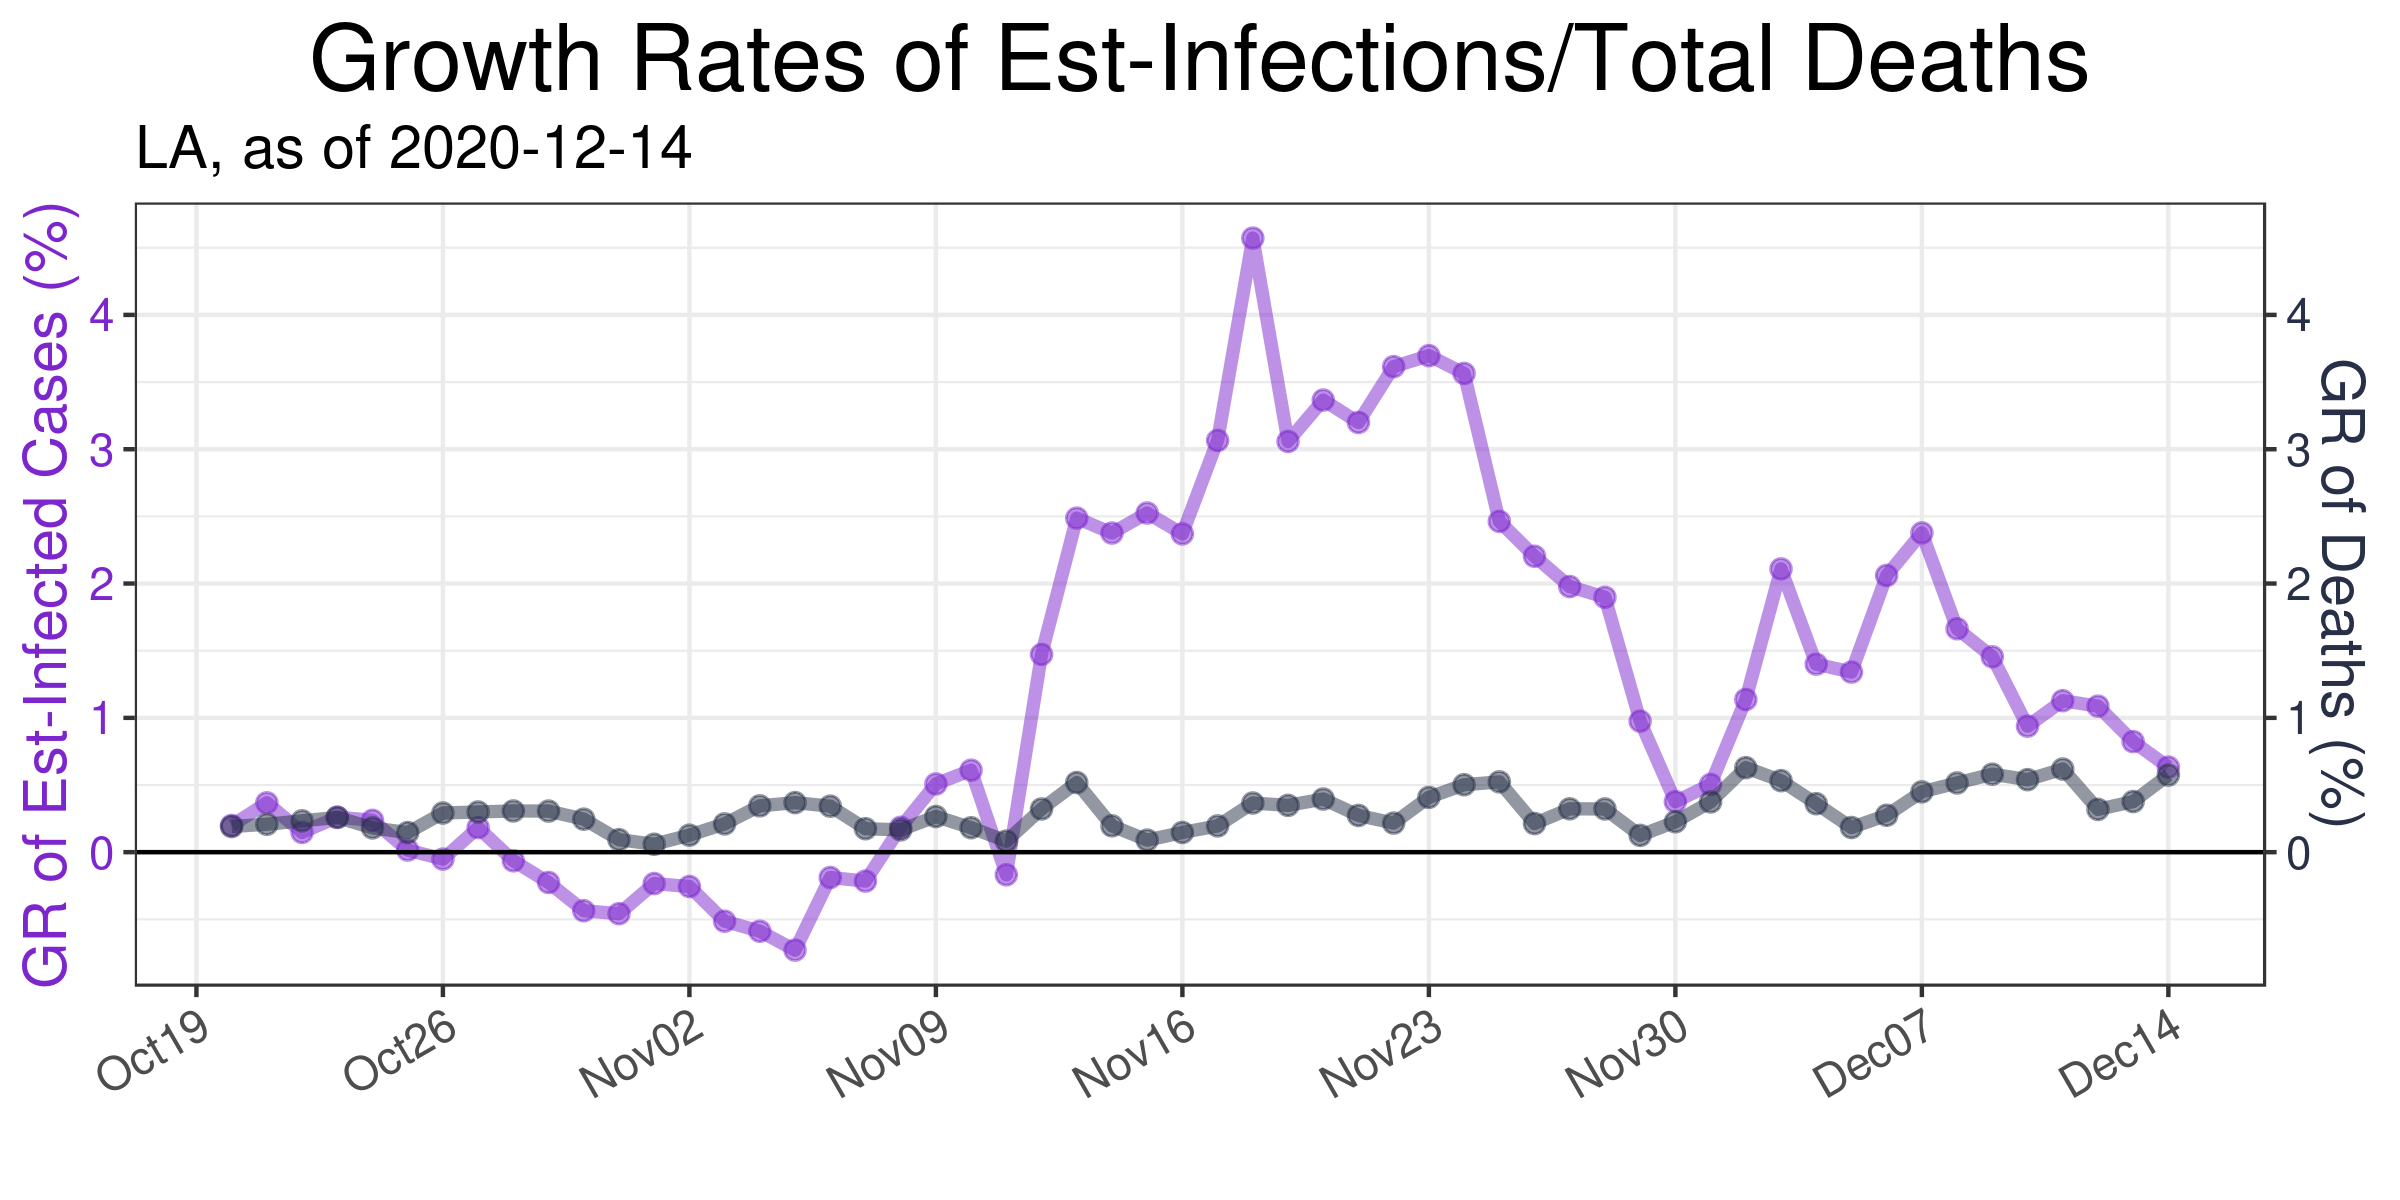 Growth Rates of Est-Infections/Total Deaths
LA, as of 2020-12-14
GR of Est-Infected Cases (%)
4
3
2
1
0
4
3
2
1
0
GR of Deaths (%)
Oct19
Oct26
Nov02
Nov09
Nov16
Nov23
Nov30
Dec07
Dec14